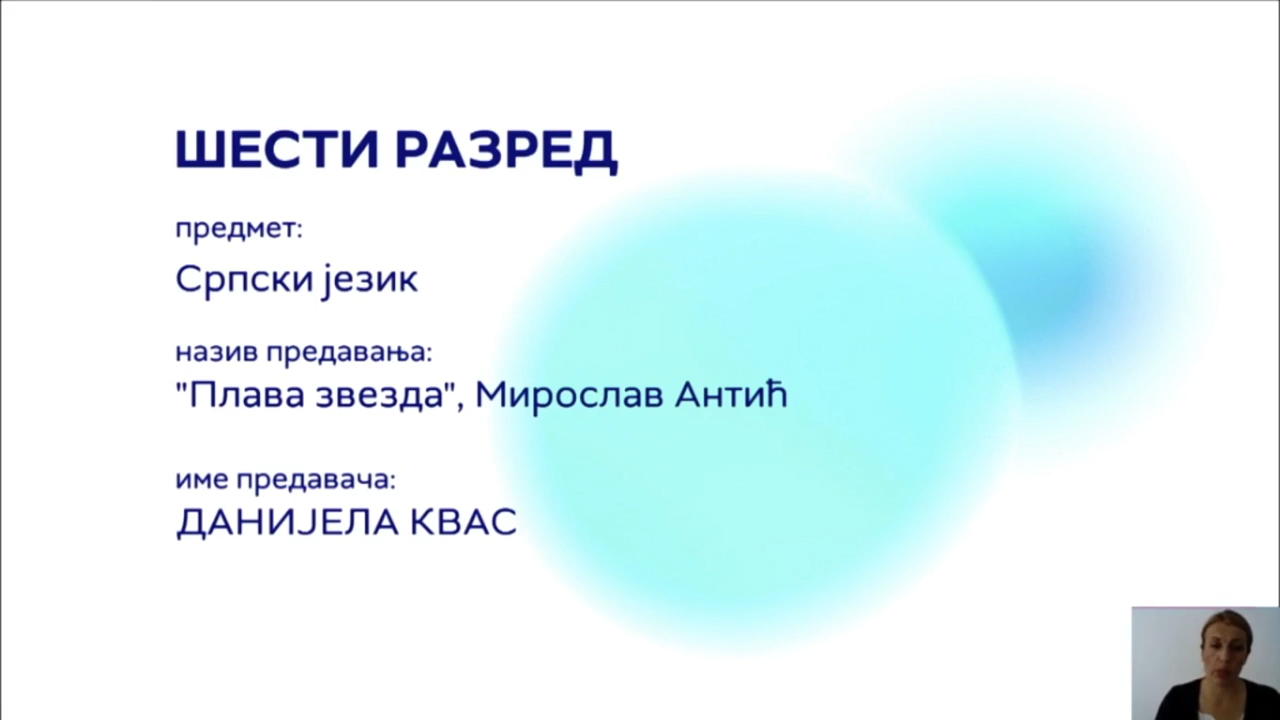 ШЕСТИ РАЗРЕД
предмет:
Српски језик
назив предавања:
"Плава звезда", Мирослав Антић
име предавача:
ДАНИЈЕЛА КВАС